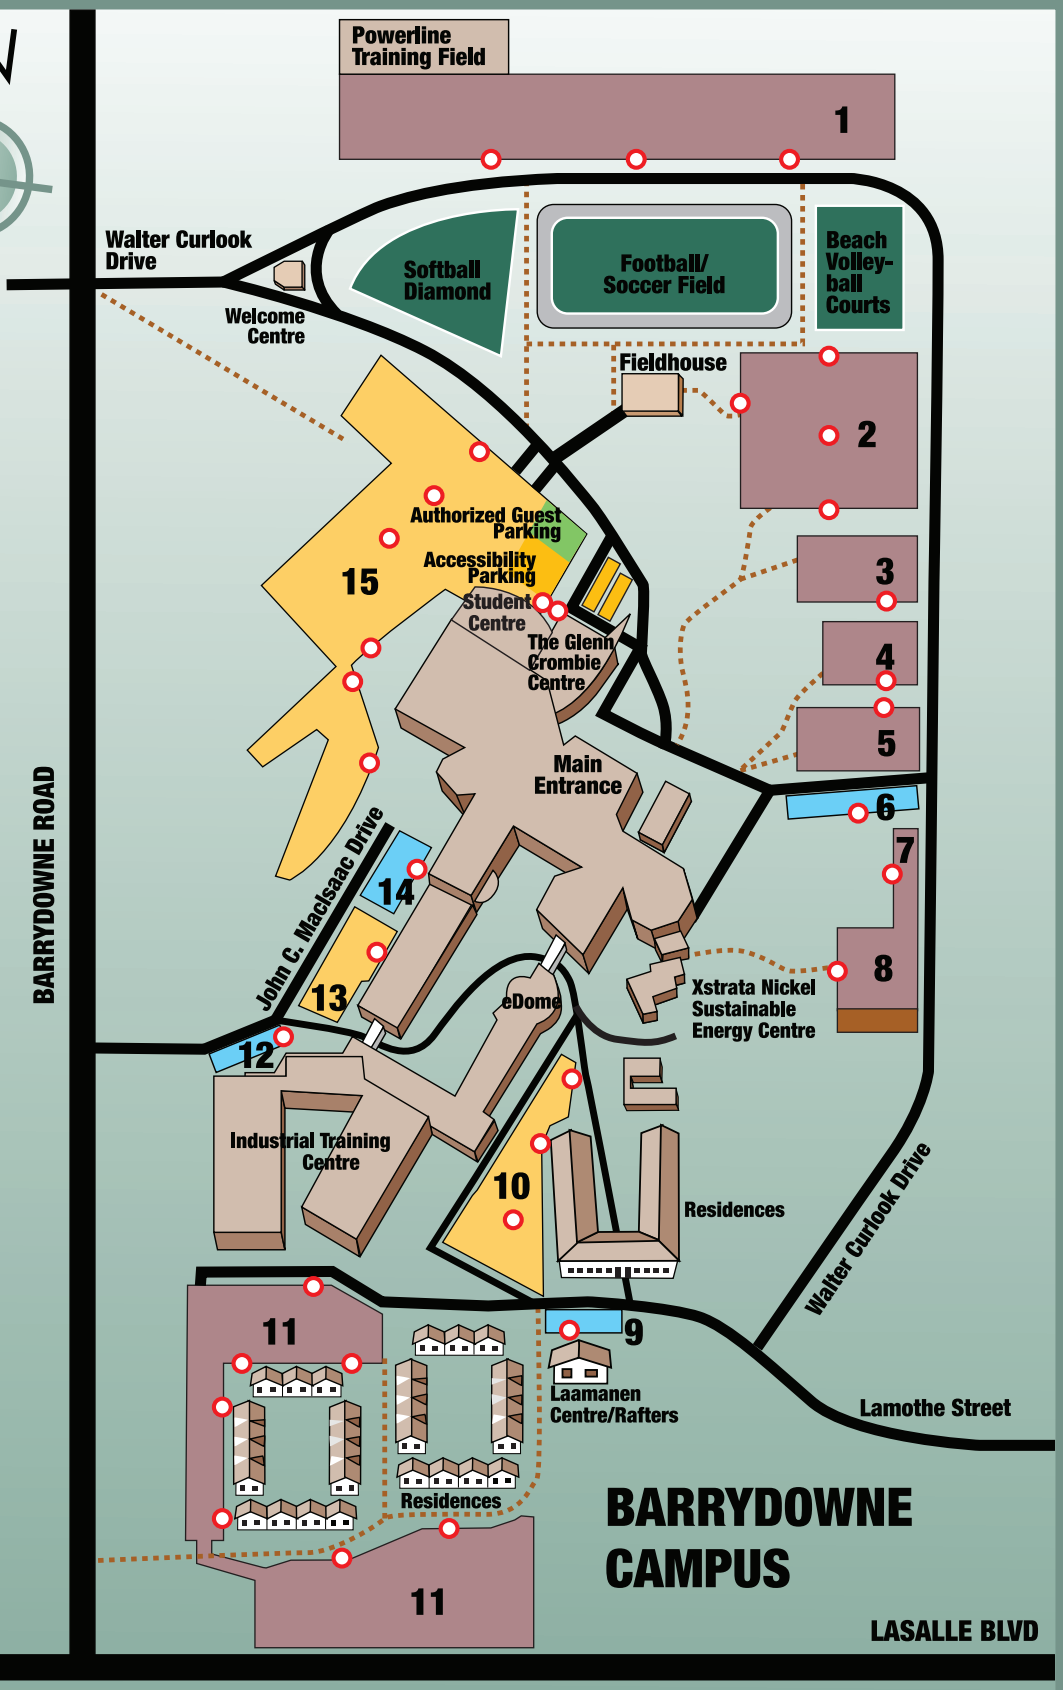 Powerline
Training Field
1
Walter Curlook
Drive
Welcome
Centre
Softball
Diamond
Football/
Soccer Field
Beach
Volley-
ball
Courts
Fieldhouse
2
Authorized Guest
Parking
Accessibility
Parking
15
Student
Centre
The Glenn
Crombie
Centre
3
4
5
Main
Entrance
6
7
BARRYDOWNE ROAD
John C. MacIsaac Drive
14
13
12
8
eDome
Xstrata Nickel
Sustainable
Energy Centre
Industrial Training
Centre
10
Residences
Walter Curlook Drive
11
9
Laamanen
Centre/Rafters
Lamothe Street
Residences
BARRYDOWNE
CAMPUS
11
LASALLE BLVD